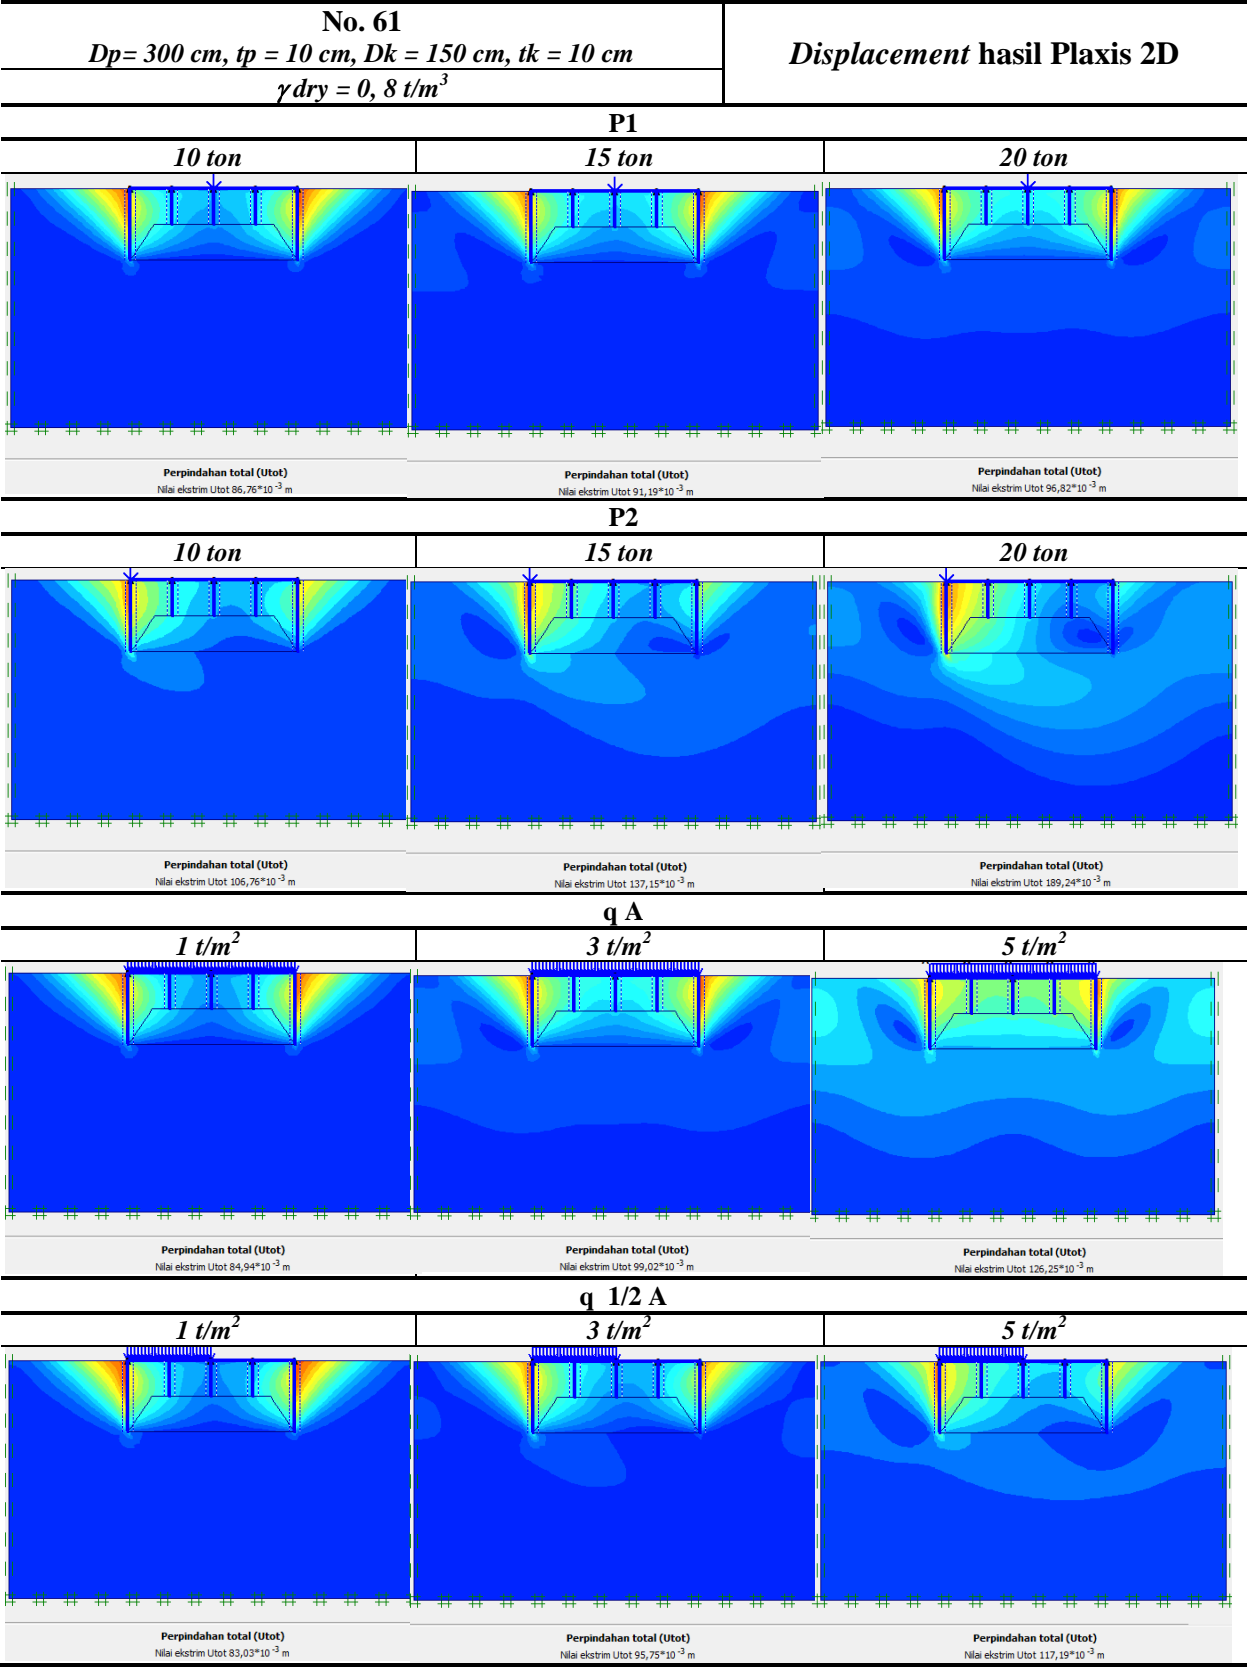 No. 61
Dp= 300 cm, tp = 10 cm, Dk = 150 cm, tk = 10 cm
γ dry = 0, 8 t/m³
Displacement hasil Plaxis 2D
P1
10 ton 15 ton 20 ton
Perpindahan total (Utot) Perpindahan total (Utot) Perpindahan total (Utot)
Nilai ekstrim Utot 86,76*10⁻³ m Nilai ekstrim Utot 91,19*10⁻³ m Nilai ekstrim Utot 96,82*10⁻³ m
P2
10 ton 15 ton 20 ton
Perpindahan total (Utot) Perpindahan total (Utot) Perpindahan total (Utot)
Nilai ekstrim Utot 106,76*10⁻³ m Nilai ekstrim Utot 137,15*10⁻³ m Nilai ekstrim Utot 189,24*10⁻³ m
q A
1 t/m² 3 t/m² 5 t/m²
Perpindahan total (Utot) Perpindahan total (Utot) Perpindahan total (Utot)
Nilai ekstrim Utot 84,94*10⁻³ m Nilai ekstrim Utot 99,02*10⁻³ m Nilai ekstrim Utot 126,25*10⁻³ m
q 1/2 A
1 t/m² 3 t/m² 5 t/m²
Perpindahan total (Utot) Perpindahan total (Utot) Perpindahan total (Utot)
Nilai ekstrim Utot 83,03*10⁻³ m Nilai ekstrim Utot 95,75*10⁻³ m Nilai ekstrim Utot 117,19*10⁻³ m